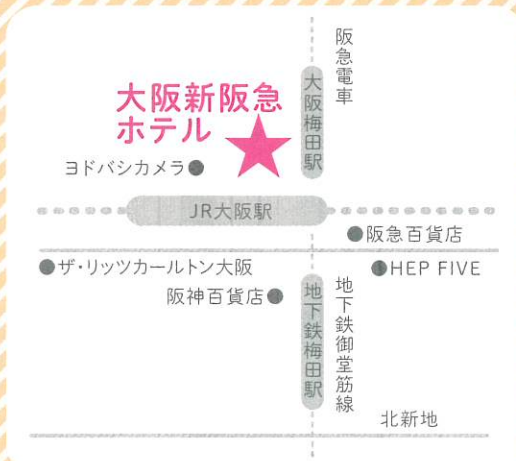 阪急電車
大阪梅田駅
大阪新阪急
ホテル
ヨドバシカメラ
JR大阪駅
阪急百貨店
ザ・リッツカールトン大阪
HEP FIVE
阪神百貨店
地下鉄梅田駅
地下鉄御堂筋線
北新地